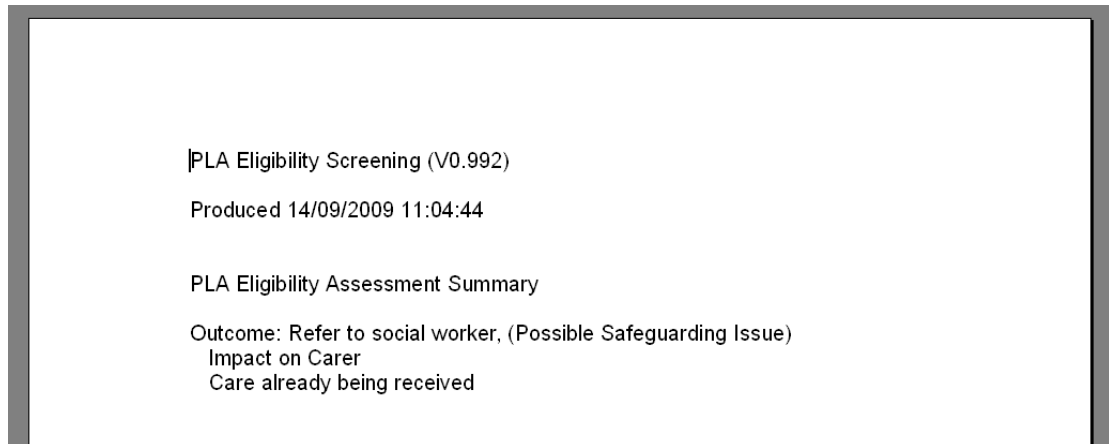 PLA Eligibility Screening (V0.992)
Produced 14/09/2009 11:04:44
PLA Eligibility Assessment Summary
Outcome: Refer to social worker, (Possible Safeguarding Issue)
Impact on Carer
Care already being received